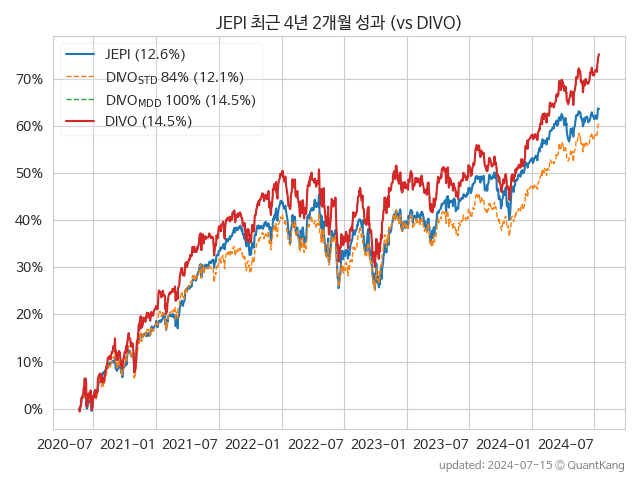 JEPI 최근 4년 2개월 성과 (vs DIVO)
JEPI (12.6%)
DIVO_STD 84% (12.1%)
DIVO_MDD 100% (14.5%)
DIVO (14.5%)
70%
60%
50%
40%
30%
20%
10%
0%
2020-07 2021-01 2021-07 2022-01 2022-07 2023-01 2023-07 2024-01 2024-07
updated: 2024-07-15 © QuantKang